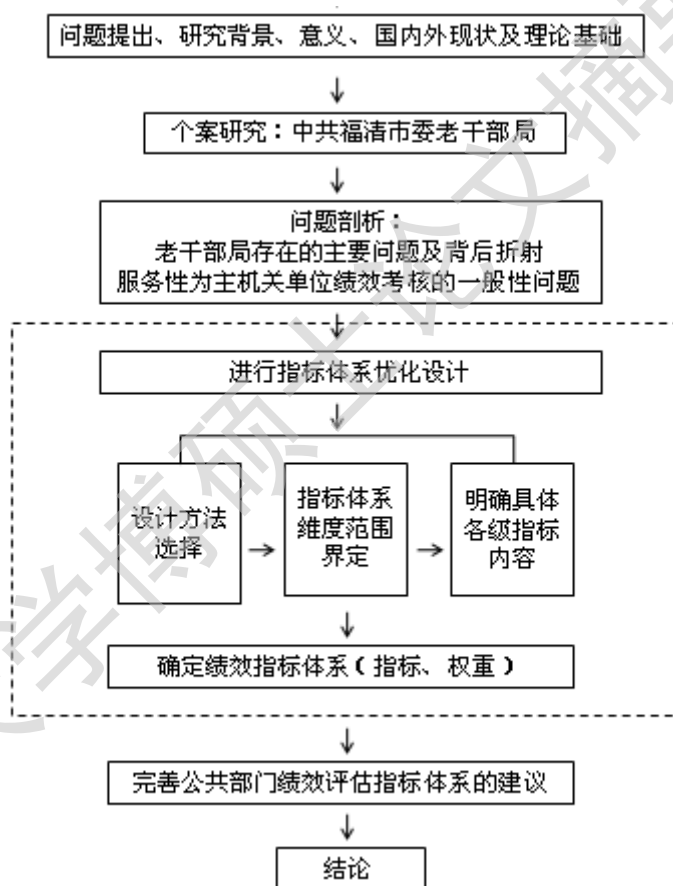 问题提出、研究背景、意义、国内外现状及理论基础
个案研究：中共福清市委老干部局
问题剖析：
老干部局存在的主要问题及背后折射
服务性为主机关单位绩效考核的一般性问题
进行指标体系优化设计
设计方法
选择
指标体系
维度范围
界定
明确具体
各级指标
内容
确定绩效指标体系（指标、权重）
完善公共部门绩效评估指标体系的建议
结论
学博硕士论文摘